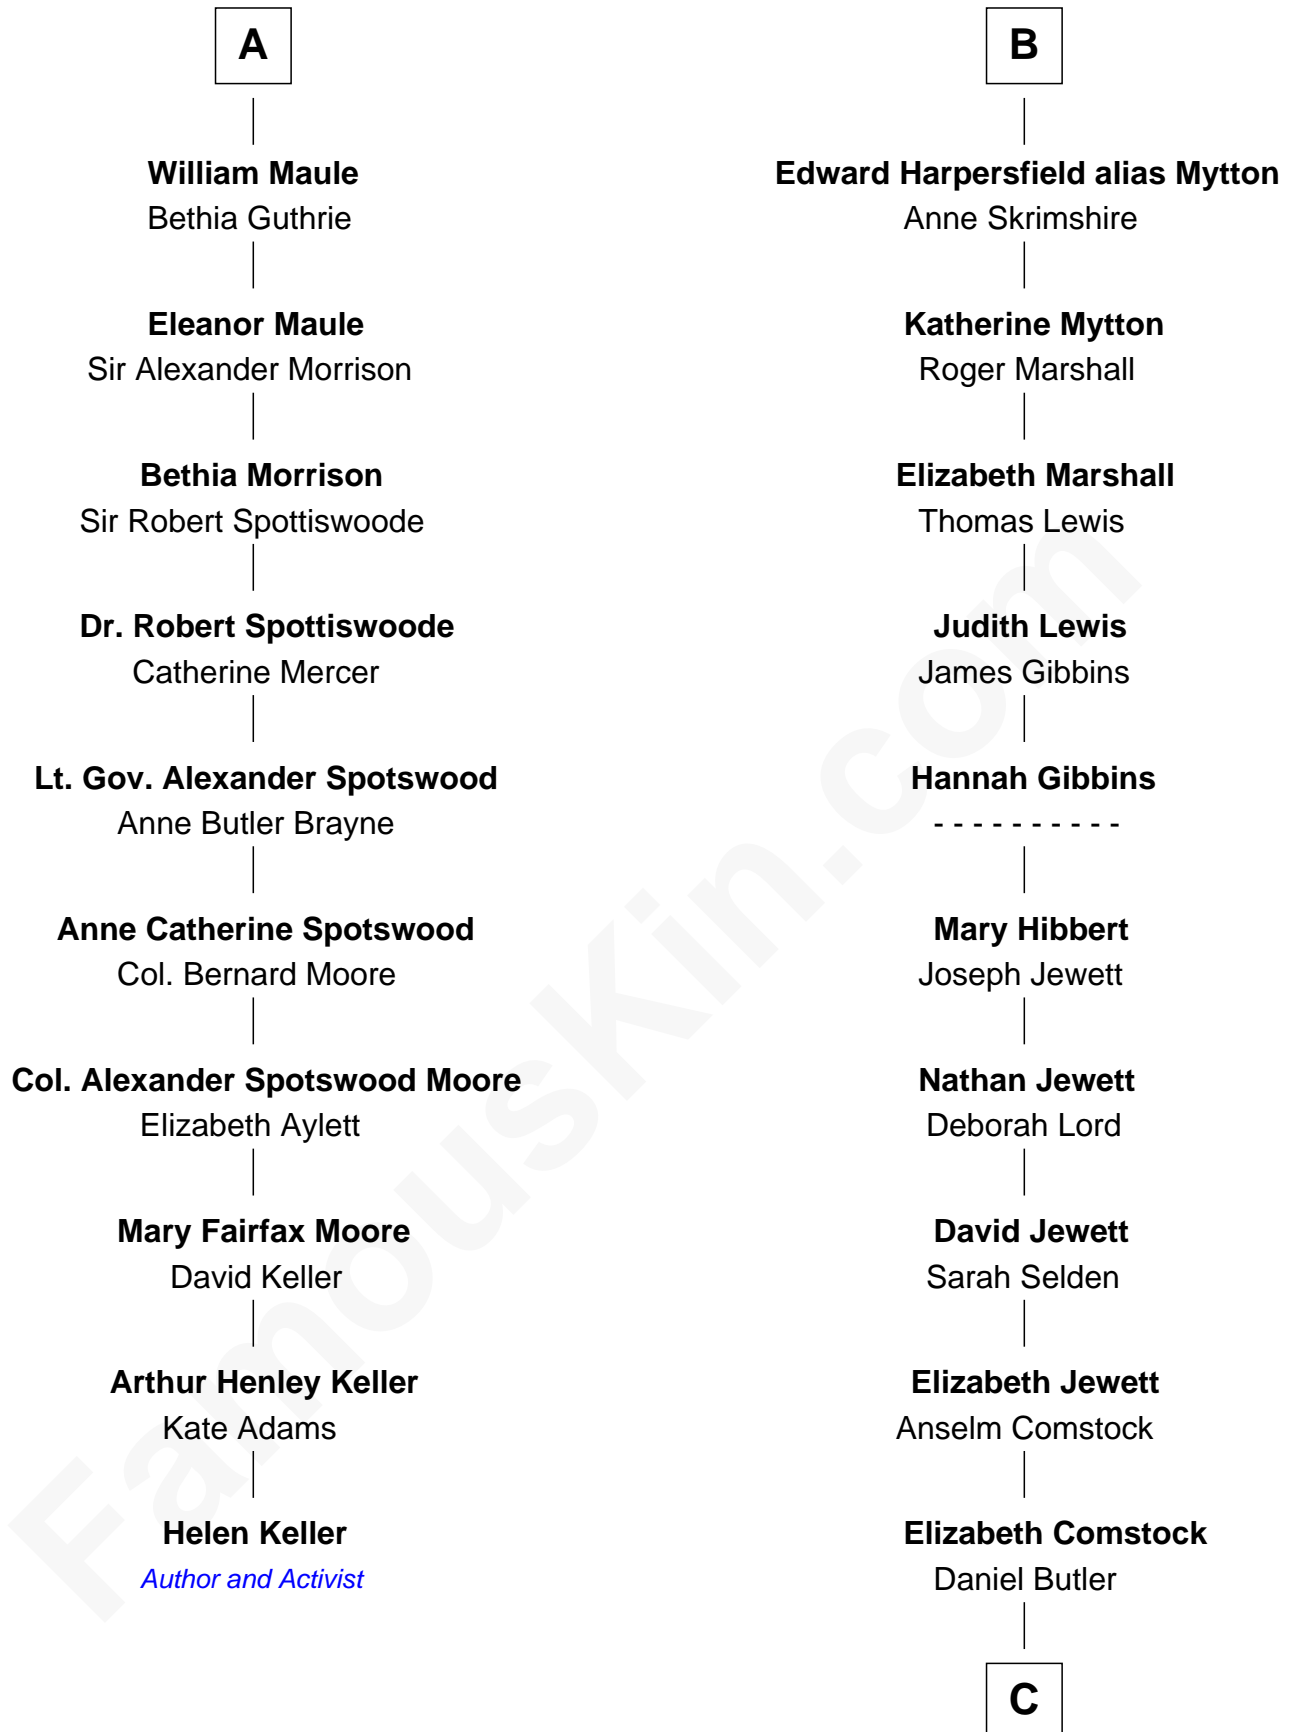 A
William Maule
Bethia Guthrie
Eleanor Maule
Sir Alexander Morrison
Bethia Morrison
Sir Robert Spottiswoode
Dr. Robert Spottiswoode
Catherine Mercer
Lt. Gov. Alexander Spotswood
Anne Butler Brayne
Anne Catherine Spotswood
Col. Bernard Moore
Col. Alexander Spotswood Moore
Elizabeth Aylett
Mary Fairfax Moore
David Keller
Arthur Henley Keller
Kate Adams
Helen Keller
Author and Activist
B
Edward Harpersfield alias Mytton
Anne Skrimshire
Katherine Mytton
Roger Marshall
Elizabeth Marshall
Thomas Lewis
Judith Lewis
James Gibbins
Hannah Gibbins
- - - - - - - - - -
Mary Hibbert
Joseph Jewett
Nathan Jewett
Deborah Lord
David Jewett
Sarah Selden
Elizabeth Jewett
Anselm Comstock
Elizabeth Comstock
Daniel Butler
C
FamousKin.com